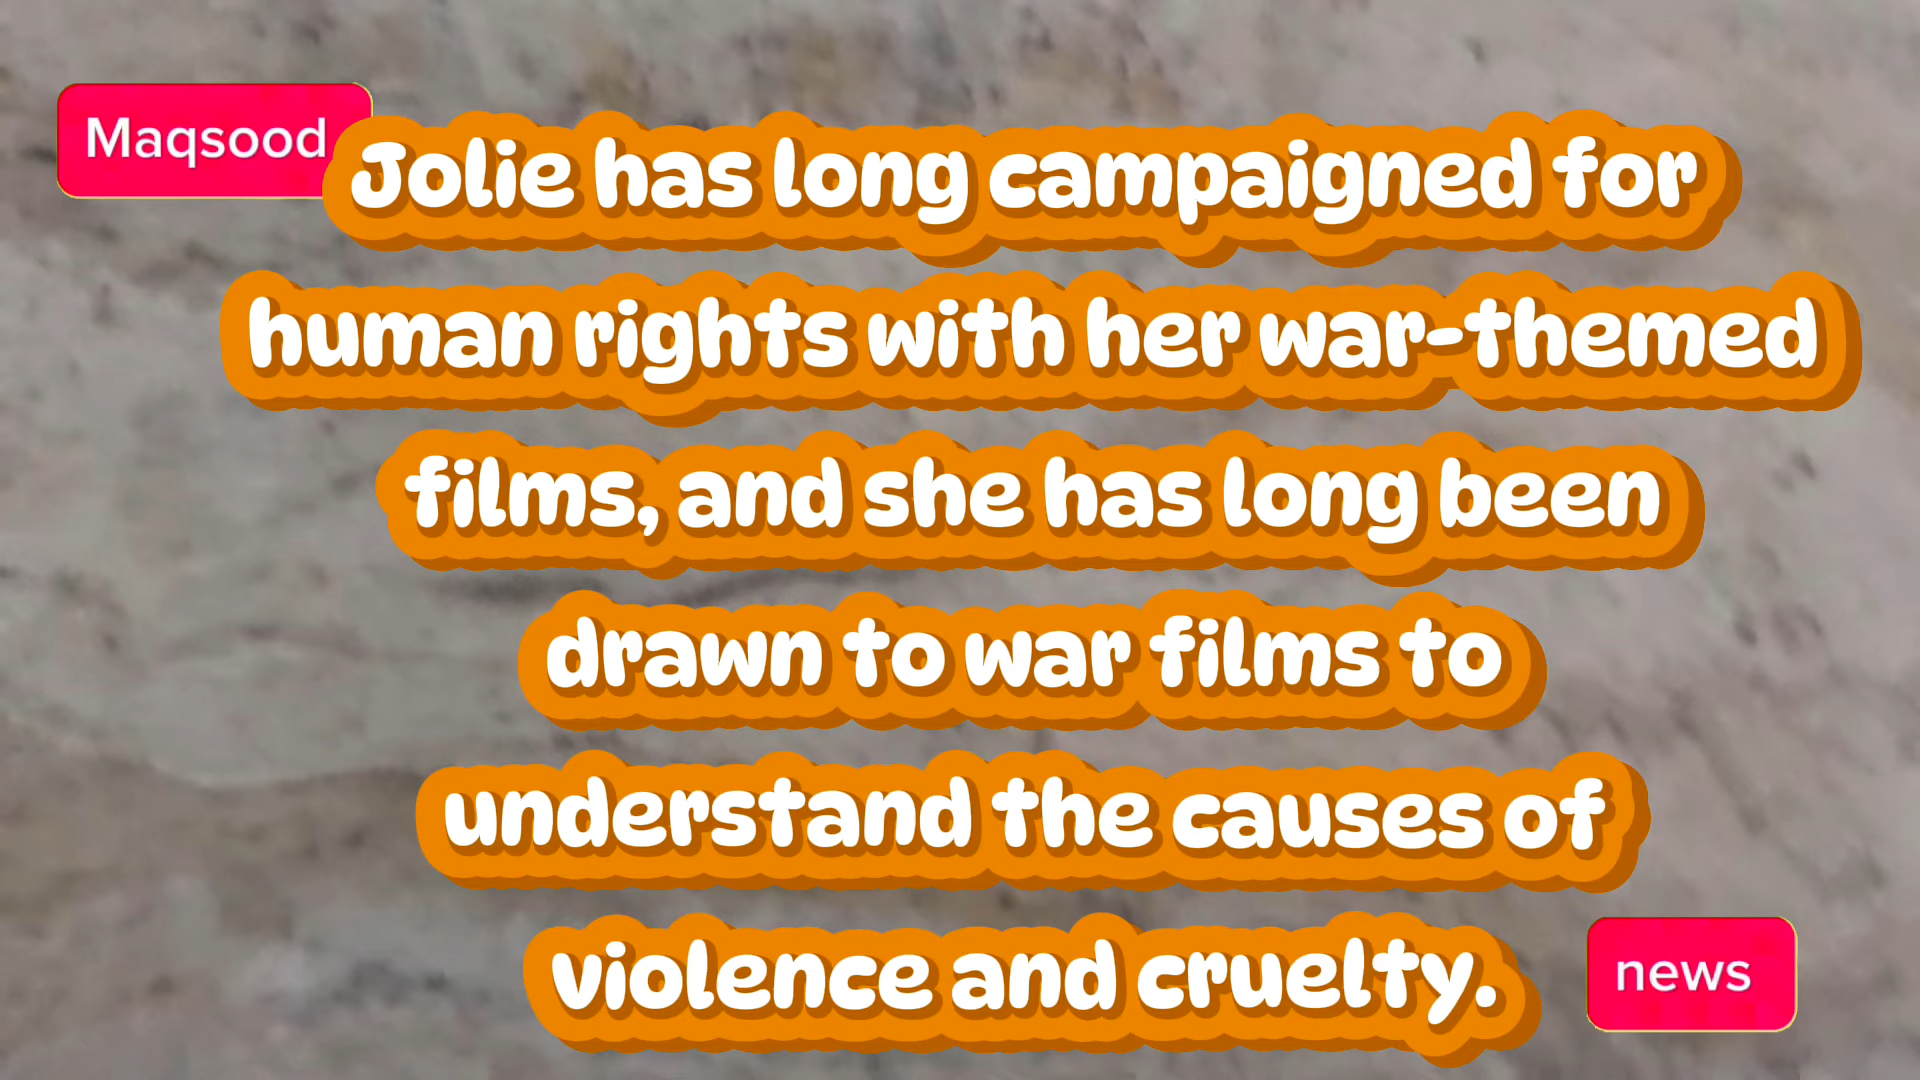 Maqsood
Jolie has long campaigned for
human rights with her war-themed
films, and she has long been
drawn to war films to
understand the causes of
violence and cruelty.
news